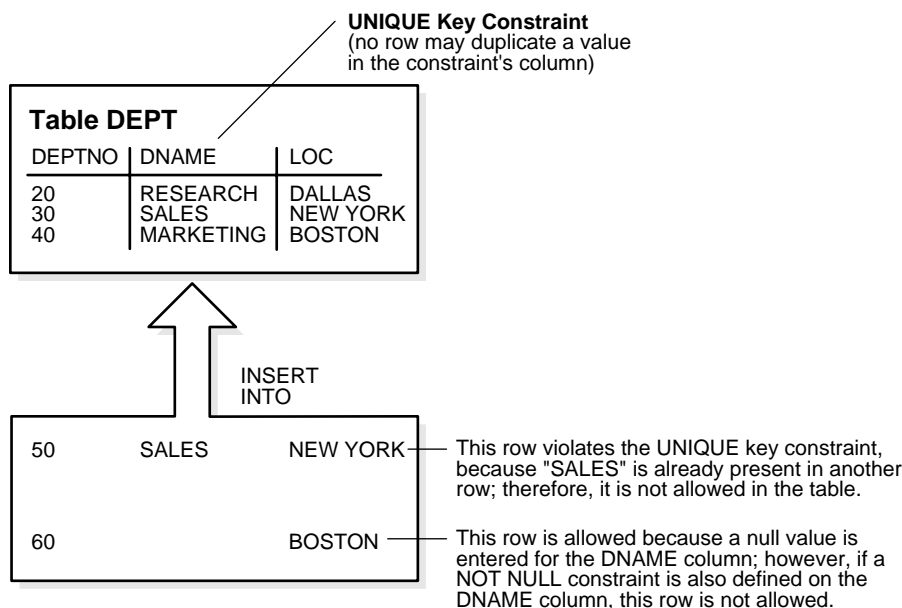 UNIQUE Key Constraint
(no row may duplicate a value
in the constraint's column)
Table DEPT
DEPTNO DNAME LOC
20 RESEARCH DALLAS
30 SALES NEW YORK
40 MARKETING BOSTON
INSERT
INTO
50 SALES NEW YORK
This row violates the UNIQUE key constraint,
because "SALES" is already present in another
row; therefore, it is not allowed in the table.
60 BOSTON
This row is allowed because a null value is
entered for the DNAME column; however, if a
NOT NULL constraint is also defined on the
DNAME column, this row is not allowed.